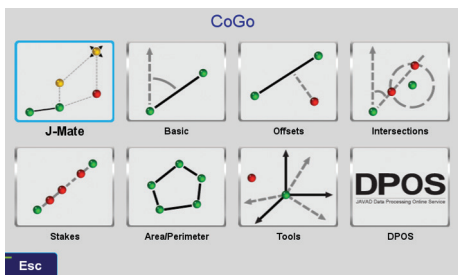 CoGo
J-Mate Basic Offsets Intersections
DPOS
JAVAD Data Processing Online Service
Stakes Area/Perimeter Tools DPOS
Esc